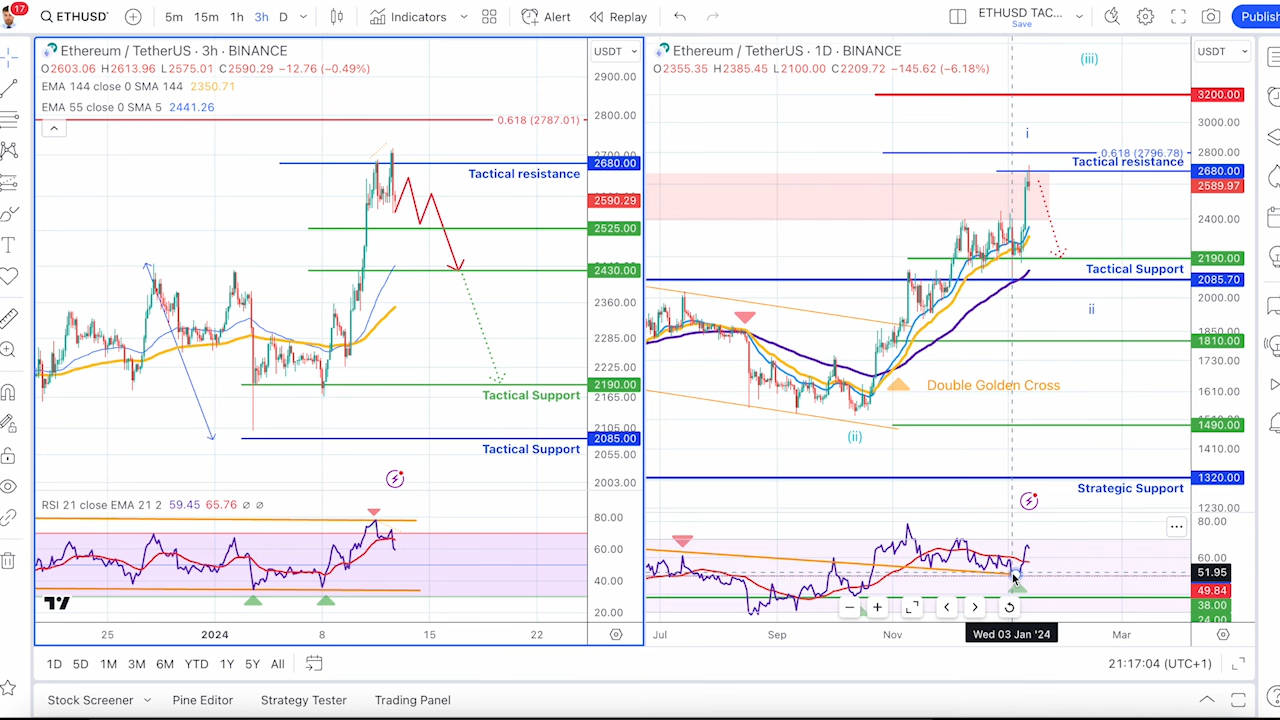 17
ETHUSD
5m 15m 1h 3h D
Indicators
Alert
Replay
ETHUSD TAC...
Save
Publish
Ethereum / TetherUS · 3h · BINANCE
USDT
O2603.06 H2613.96 L2575.01 C2590.29 −12.76 (−0.49%)
EMA 144 close 0 SMA 144 2350.71
EMA 55 close 0 SMA 5 2441.26
0.618 (2787.01)
Tactical resistance
Tactical Support
Tactical Support
2900.00
2800.00
2680.00
2590.29
2525.00
2430.00
2360.00
2285.00
2225.00
2190.00
2165.00
2105.00
2085.00
2055.00
2003.00
RSI 21 close EMA 21 2 59.45 65.76 ∅ ∅
80.00
60.00
40.00
20.00
25 2024 8 15 22
Ethereum / TetherUS · 1D · BINANCE
USDT
O2355.35 H2385.45 L2100.00 C2209.72 −145.62 (−6.18%)
(iii)
i
0.618 (2796.78)
Tactical resistance
Tactical Support
ii
Double Golden Cross
(ii)
Strategic Support
3200.00
3000.00
2800.00
2680.00
2589.97
2400.00
2190.00
2085.70
2000.00
1850.00
1810.00
1730.00
1610.00
1490.00
1410.00
1320.00
1230.00
80.00
60.00
51.95
49.84
38.00
24.00
Jul Sep Nov Wed 03 Jan '24 Mar
1D 5D 1M 3M 6M YTD 1Y 5Y All
21:17:04 (UTC+1)
Stock Screener Pine Editor Strategy Tester Trading Panel